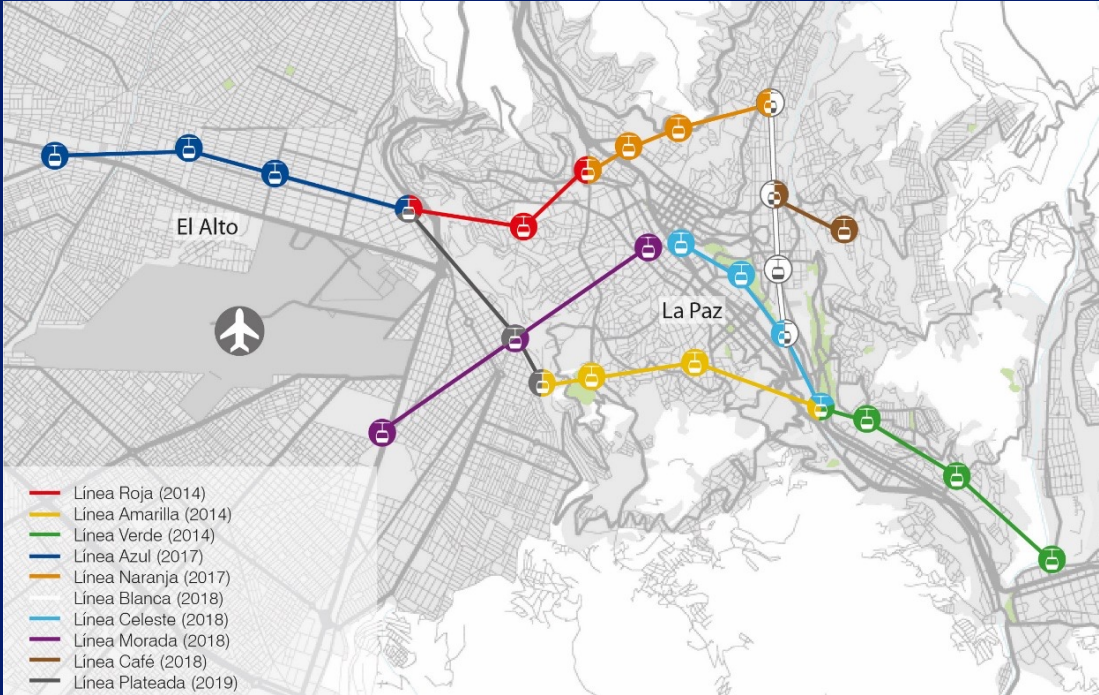 El Alto
La Paz
Línea Roja (2014)
Línea Amarilla (2014)
Línea Verde (2014)
Línea Azul (2017)
Línea Naranja (2017)
Línea Blanca (2018)
Línea Celeste (2018)
Línea Morada (2018)
Línea Café (2018)
Línea Plateada (2019)